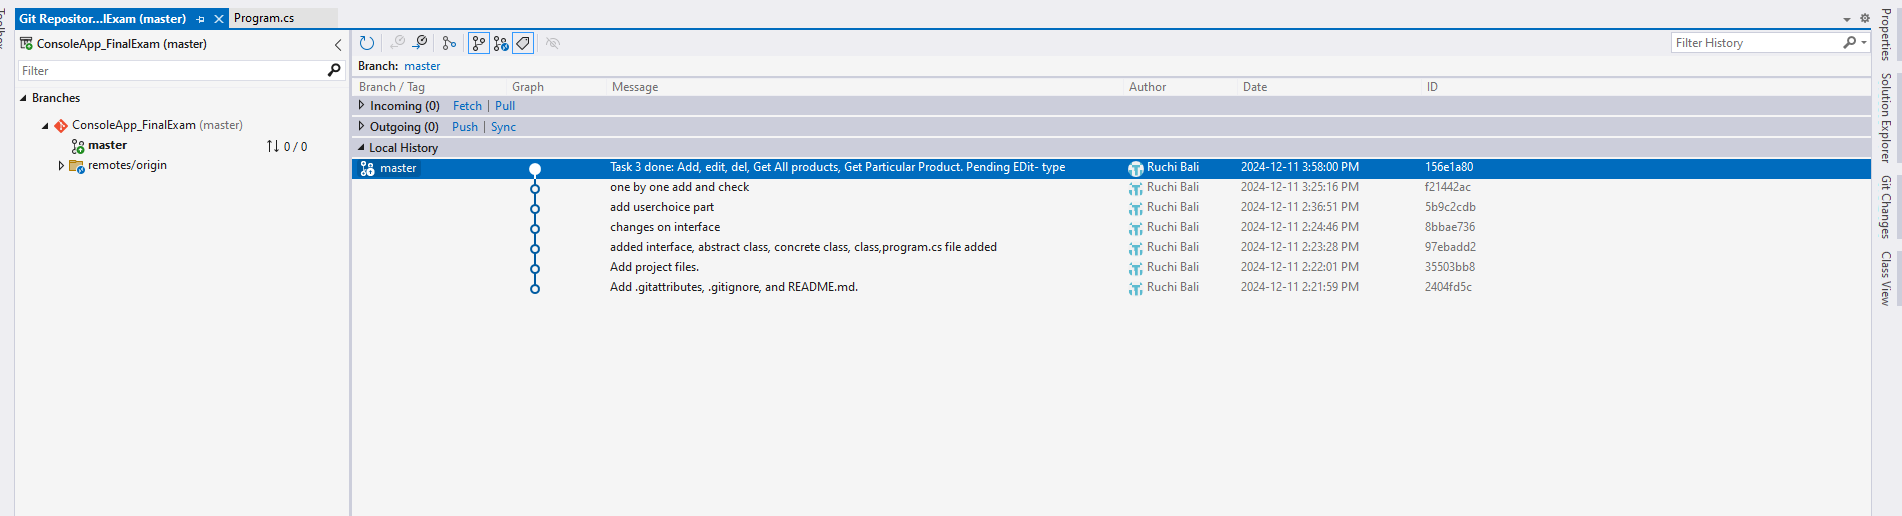 Toolbox
Git Repositor...lExam (master)
Program.cs
ConsoleApp_FinalExam (master)
Filter
Branches
ConsoleApp_FinalExam (master)
master 0 / 0
remotes/origin
Filter History
Branch: master
Branch / Tag Graph Message Author Date ID
Incoming (0) Fetch | Pull
Outgoing (0) Push | Sync
Local History
master Task 3 done: Add, edit, del, Get All products, Get Particular Product. Pending EDit- type Ruchi Bali 2024-12-11 3:58:00 PM 156e1a80
one by one add and check Ruchi Bali 2024-12-11 3:25:16 PM f21442ac
add userchoice part Ruchi Bali 2024-12-11 2:36:51 PM 5b9c2cdb
changes on interface Ruchi Bali 2024-12-11 2:24:46 PM 8bbae736
added interface, abstract class, concrete class, class,program.cs file added Ruchi Bali 2024-12-11 2:23:28 PM 97ebadd2
Add project files. Ruchi Bali 2024-12-11 2:22:01 PM 35503bb8
Add .gitattributes, .gitignore, and README.md. Ruchi Bali 2024-12-11 2:21:59 PM 2404fd5c
Properties
Solution Explorer
Git Changes
Class View